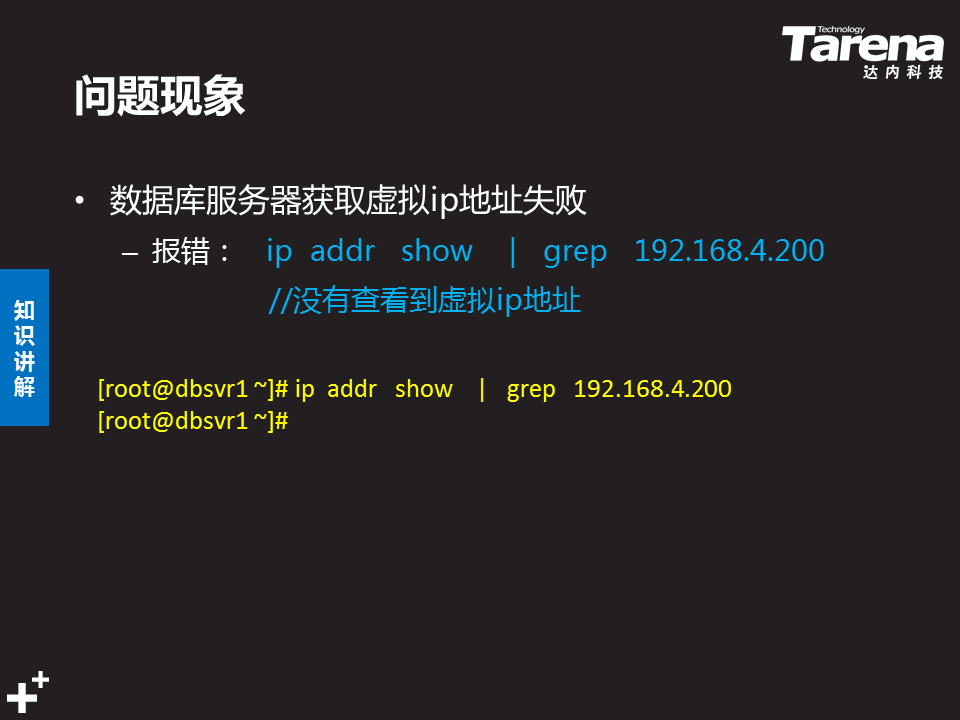 Technology
Tarena
达内科技
问题现象
• 数据库服务器获取虚拟ip地址失败
– 报错： ip addr show | grep 192.168.4.200
//没有查看到虚拟ip地址
知识讲解
[root@dbsvr1 ~]# ip addr show | grep 192.168.4.200
[root@dbsvr1 ~]#